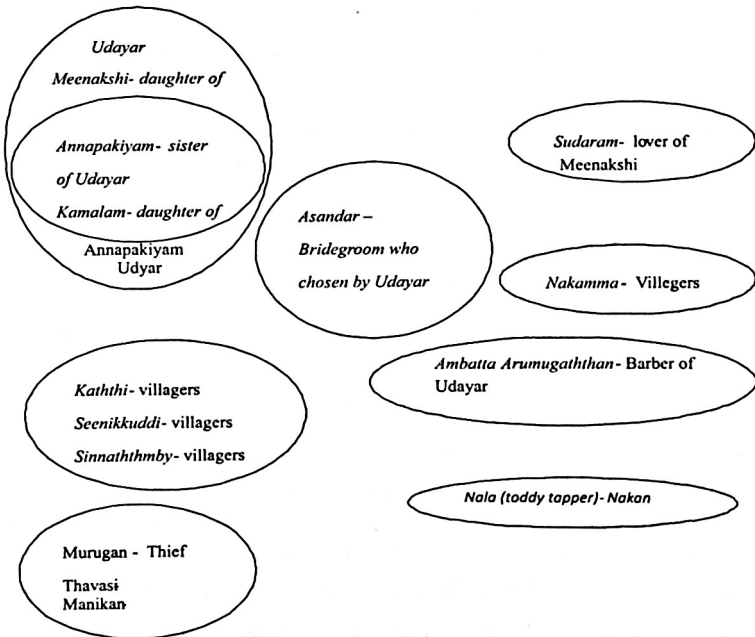 Udayar
Meenakshi- daughter of
Annapakiyam- sister
of Udayar
Kamalam- daughter of
Annapakiyam
Udyar
Asandar –
Bridegroom who
chosen by Udayar
Sudaram- lover of
Meenakshi
Nakamma- Villegers
Ambatta Arumugaththan- Barber of
Udayar
Kaththi- villagers
Seenikkuddi- villagers
Sinnaththmby- villagers
Nala (toddy tapper)- Nakan
Murugan - Thief
Thavasi
Manikan